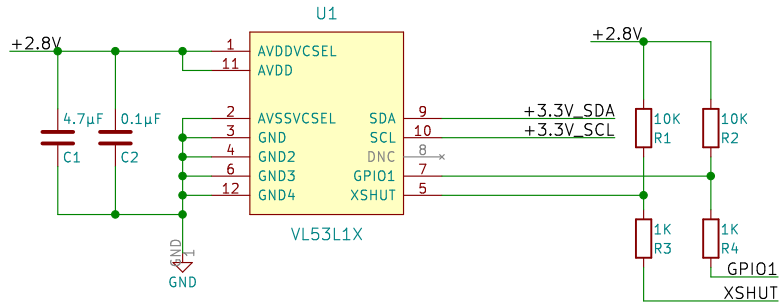 U1
+2.8V
1 AVDDVCSEL
11 AVDD
2 AVSSVCSEL
3 GND
4 GND2
6 GND3
12 GND4
SDA 9
SCL 10
DNC 8
GPIO1 7
XSHUT 5
VL53L1X
4.7µF
C1
0.1µF
C2
GND
1
GND
+3.3V_SDA
+3.3V_SCL
+2.8V
10K
R1
10K
R2
1K
R3
1K
R4
GPIO1
XSHUT